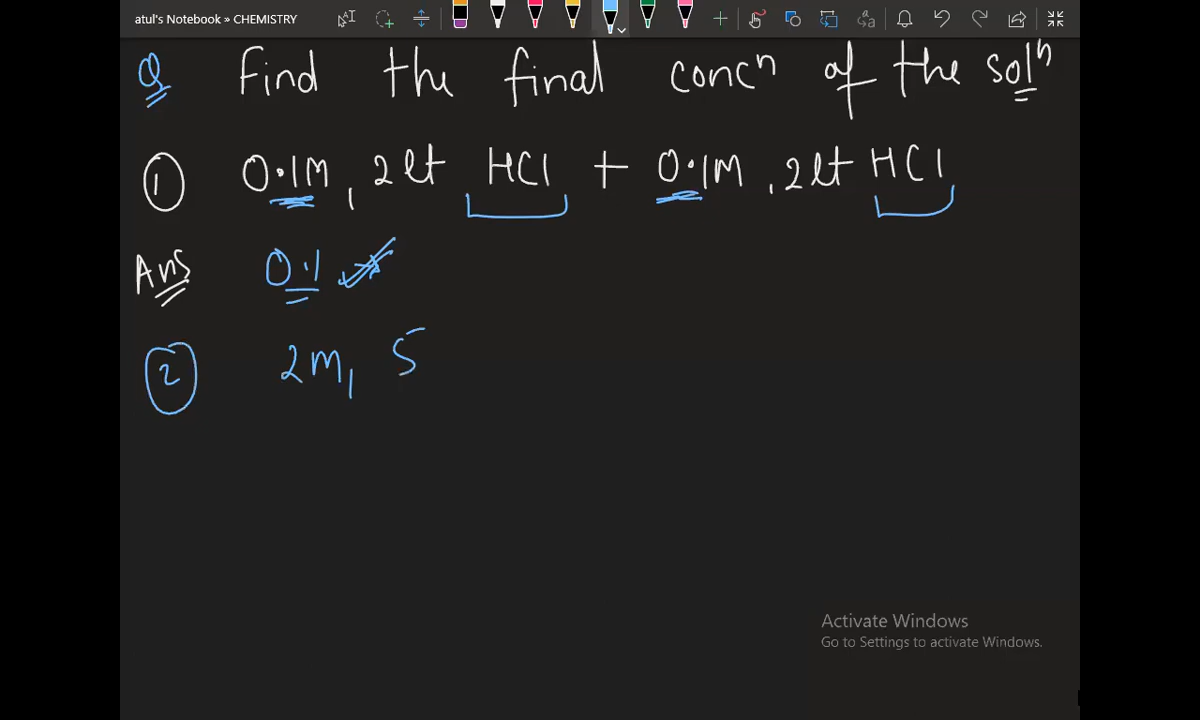 atul's Notebook » CHEMISTRY
Q Find the final concⁿ of the solⁿ
① 0.1M, 2lt HCl + 0.1M, 2lt HCl
Ans 0.1
② 2M, 5
Activate Windows
Go to Settings to activate Windows.